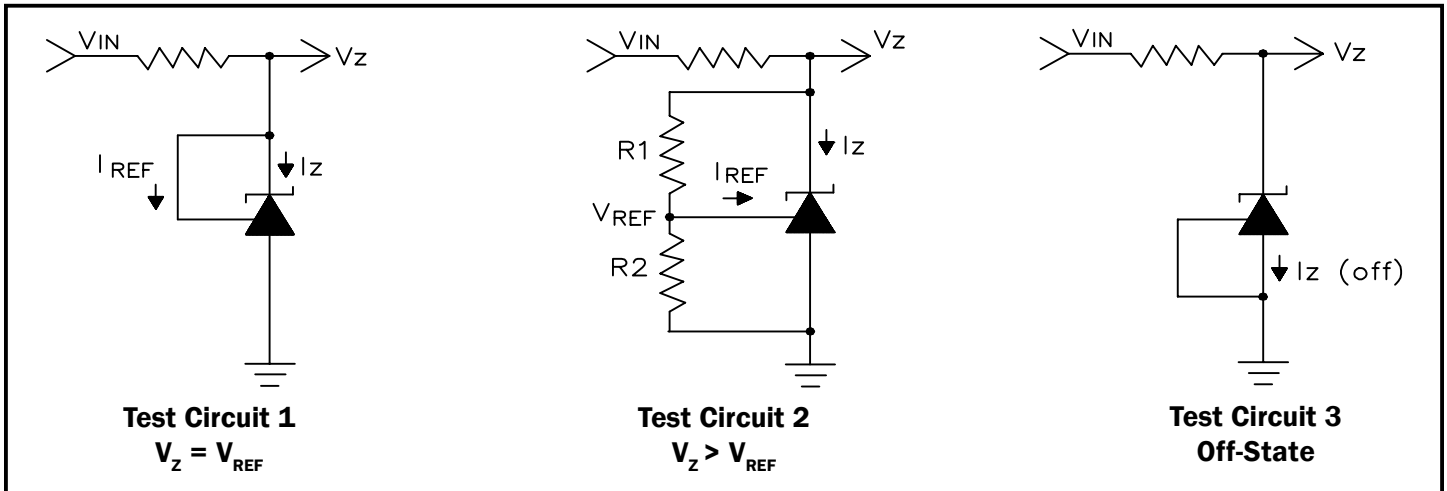 VIN
Vz
I REF
Iz
Test Circuit 1
VZ = VREF
VIN
Vz
R1
Iz
IREF
VREF
R2
Test Circuit 2
VZ > VREF
VIN
Vz
Iz (off)
Test Circuit 3
Off-State